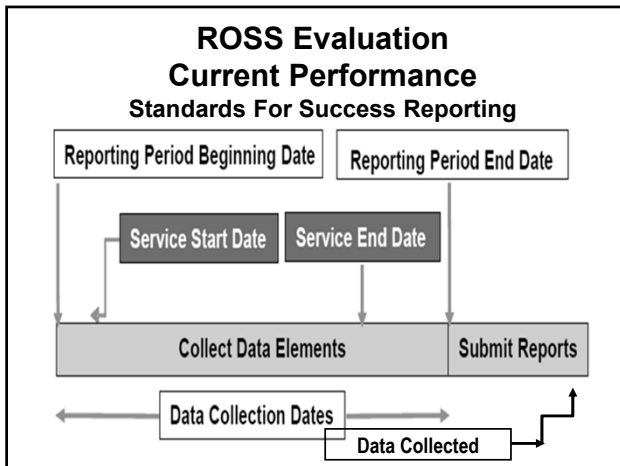 ROSS Evaluation
Current Performance
Standards For Success Reporting
Reporting Period Beginning Date
Reporting Period End Date
Service Start Date
Service End Date
Collect Data Elements
Submit Reports
Data Collection Dates
Data Collected